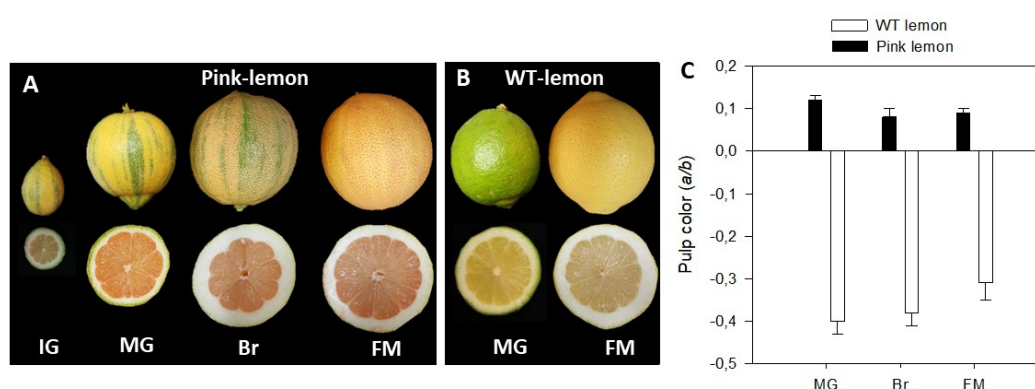 A
Pink-lemon
IG
MG
Br
FM
B
WT-lemon
MG
FM
C
WT lemon
Pink lemon
Pulp color (a/b)
0,2
0,1
0,0
-0,1
-0,2
-0,3
-0,4
-0,5
MG
Br
FM